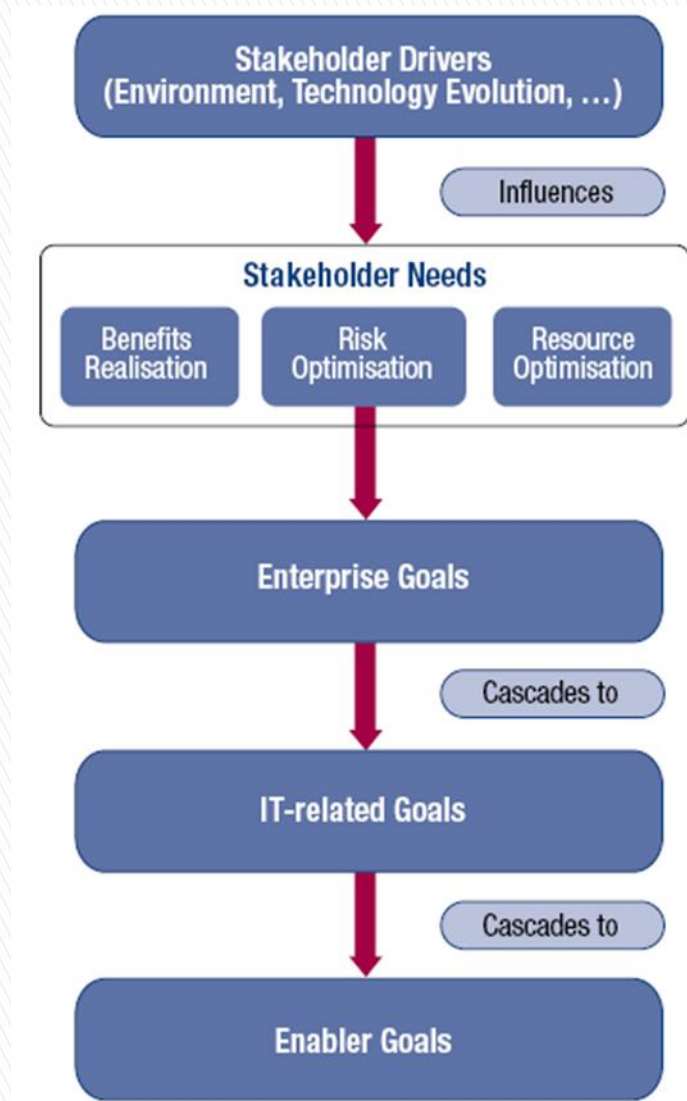 Stakeholder Drivers
(Environment, Technology Evolution, …)
Influences
Stakeholder Needs
Benefits
Realisation
Risk
Optimisation
Resource
Optimisation
Enterprise Goals
Cascades to
IT-related Goals
Cascades to
Enabler Goals